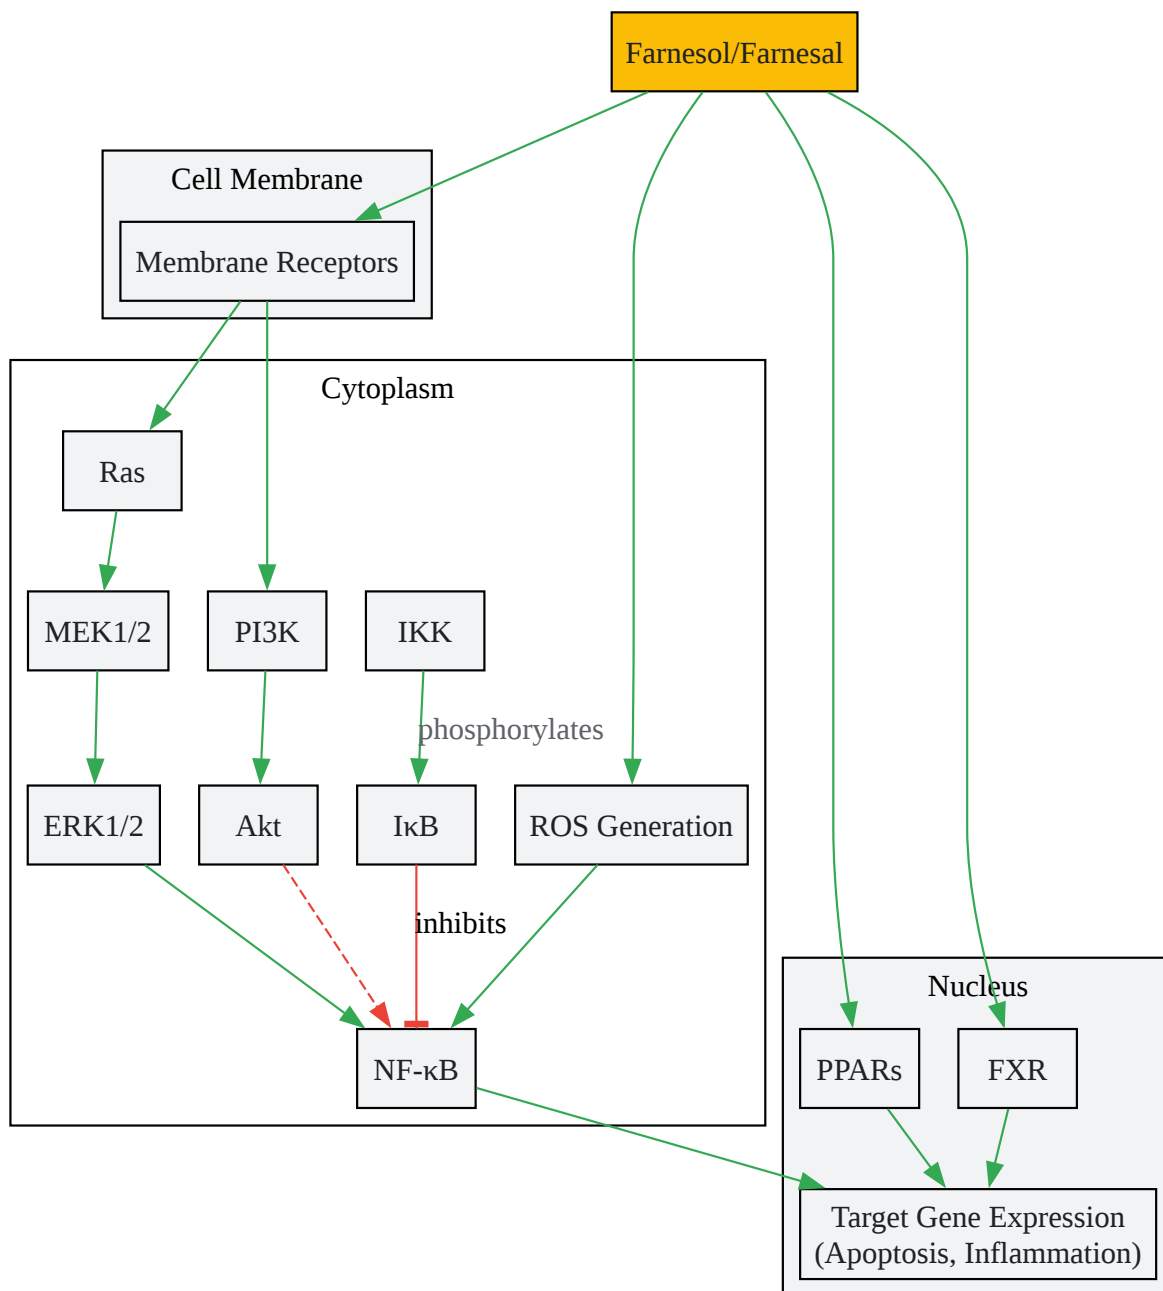 Farnesol/Farnesal
Cell Membrane
Membrane Receptors
Cytoplasm
Ras
MEK1/2
PI3K
IKK
phosphorylates
ERK1/2
Akt
IκB
ROS Generation
inhibits
Nucleus
NF-κB
PPARs
FXR
Target Gene Expression
(Apoptosis, Inflammation)